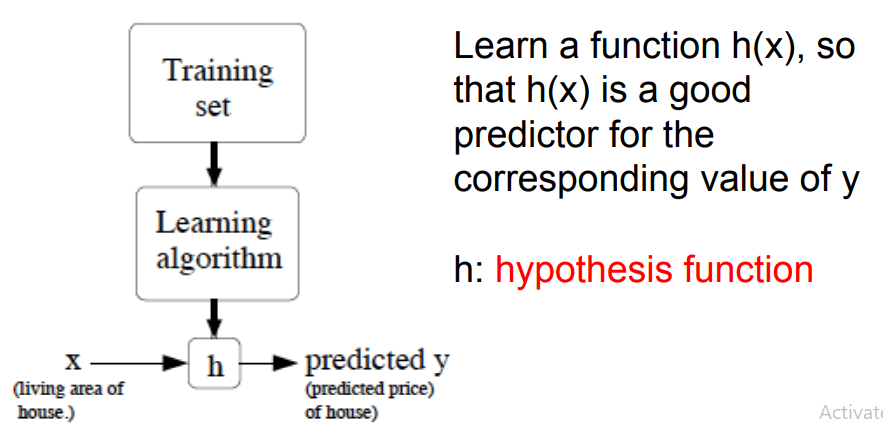 Training
set
Learning
algorithm
x
(living area of
house.)
h
predicted y
(predicted price)
of house)
Learn a function h(x), so
that h(x) is a good
predictor for the
corresponding value of y
h: hypothesis function
Activate